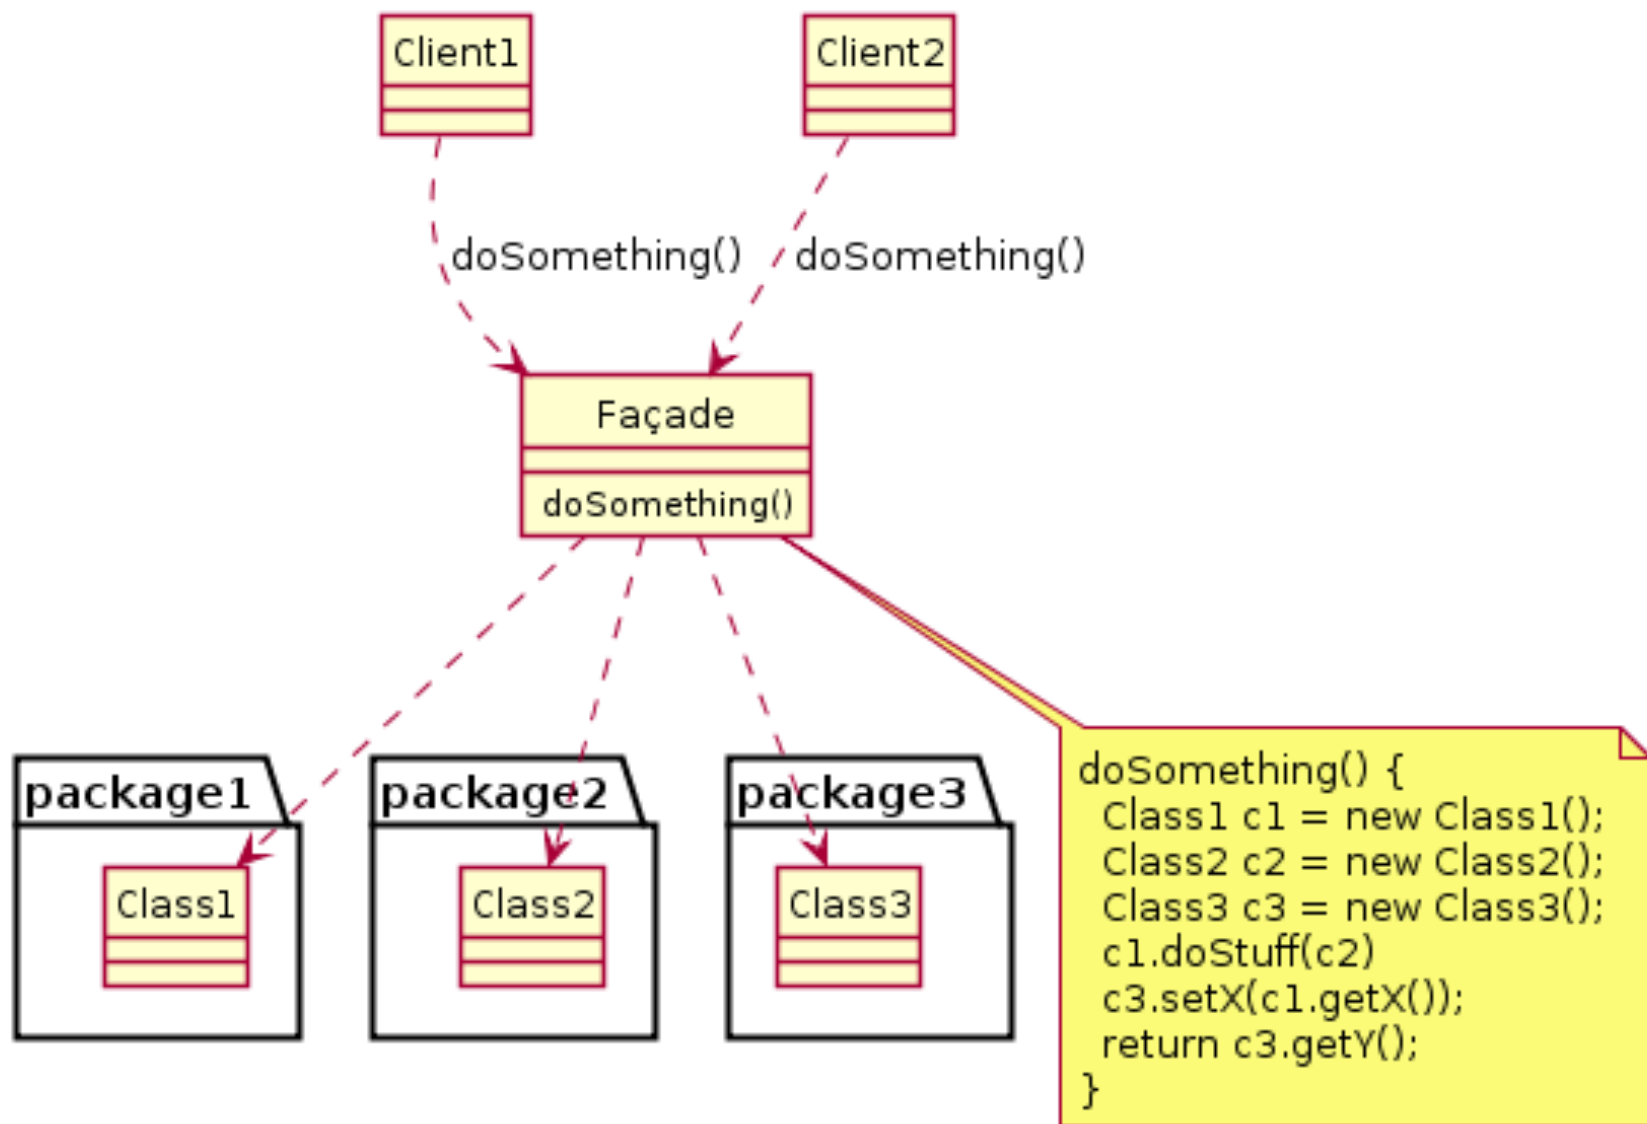 Client1
Client2
doSomething()
doSomething()
Façade
doSomething()
package1
package2
package3
Class1
Class2
Class3
doSomething() {
Class1 c1 = new Class1();
Class2 c2 = new Class2();
Class3 c3 = new Class3();
c1.doStuff(c2)
c3.setX(c1.getX());
return c3.getY();
}